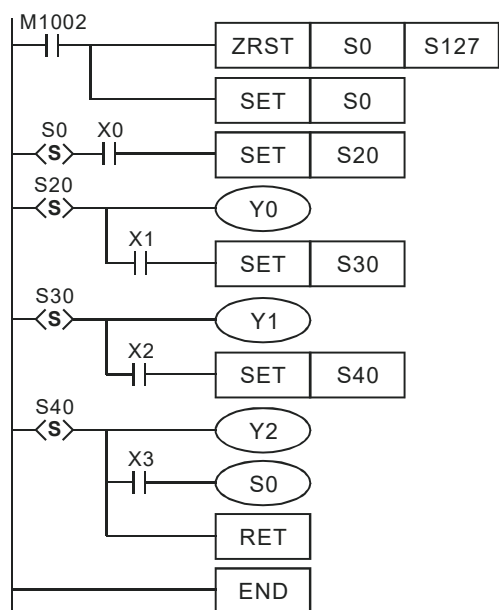 M1002
ZRST S0 S127
SET S0
S0 X0
S SET S20
S20
S Y0
X1
SET S30
S30
S Y1
X2
SET S40
S40
S Y2
X3
S0
RET
END